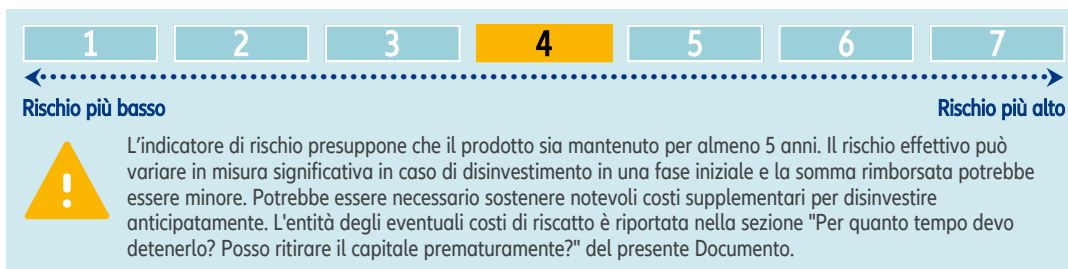 1 2 3 4 5 6 7
Rischio più basso Rischio più alto
L'indicatore di rischio presuppone che il prodotto sia mantenuto per almeno 5 anni. Il rischio effettivo può
variare in misura significativa in caso di disinvestimento in una fase iniziale e la somma rimborsata potrebbe
essere minore. Potrebbe essere necessario sostenere notevoli costi supplementari per disinvestire
anticipatamente. L'entità degli eventuali costi di riscatto è riportata nella sezione "Per quanto tempo devo
detenerlo? Posso ritirare il capitale prematuramente?" del presente Documento.